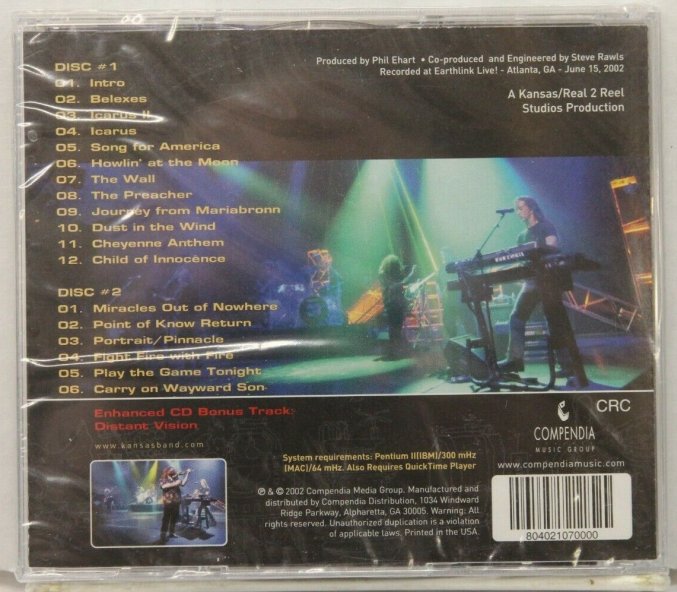 DISC #1
01. Intro
02. Belexes
03. Icarus II
04. Icarus
05. Song for America
06. Howlin' at the Moon
07. The Wall
08. The Preacher
09. Journey from Mariabronn
10. Dust in the Wind
11. Cheyenne Anthem
12. Child of Innocence
DISC #2
01. Miracles Out of Nowhere
02. Point of Know Return
03. Portrait/Pinnacle
04. Fight Fire with Fire
05. Play the Game Tonight
06. Carry on Wayward Son
Enhanced CD Bonus Track:
Distant Vision
www.kansasband.com
Produced by Phil Ehart • Co-produced and Engineered by Steve Rawls
Recorded at Earthlink Live! - Atlanta, GA - June 15, 2002
A Kansas/Real 2 Reel
Studios Production
System requirements: Pentium II(IBM)/300 mHz
(MAC)/64 mHz. Also Requires QuickTime Player
℗ & © 2002 Compendia Media Group. Manufactured and
distributed by Compendia Distribution, 1034 Windward
Ridge Parkway, Alpharetta, GA 30005. Warning: All
rights reserved. Unauthorized duplication is a violation
of applicable laws. Printed in the USA.
CRC
COMPENDIA
MUSIC GROUP
www.compendiamusic.com
804021070000